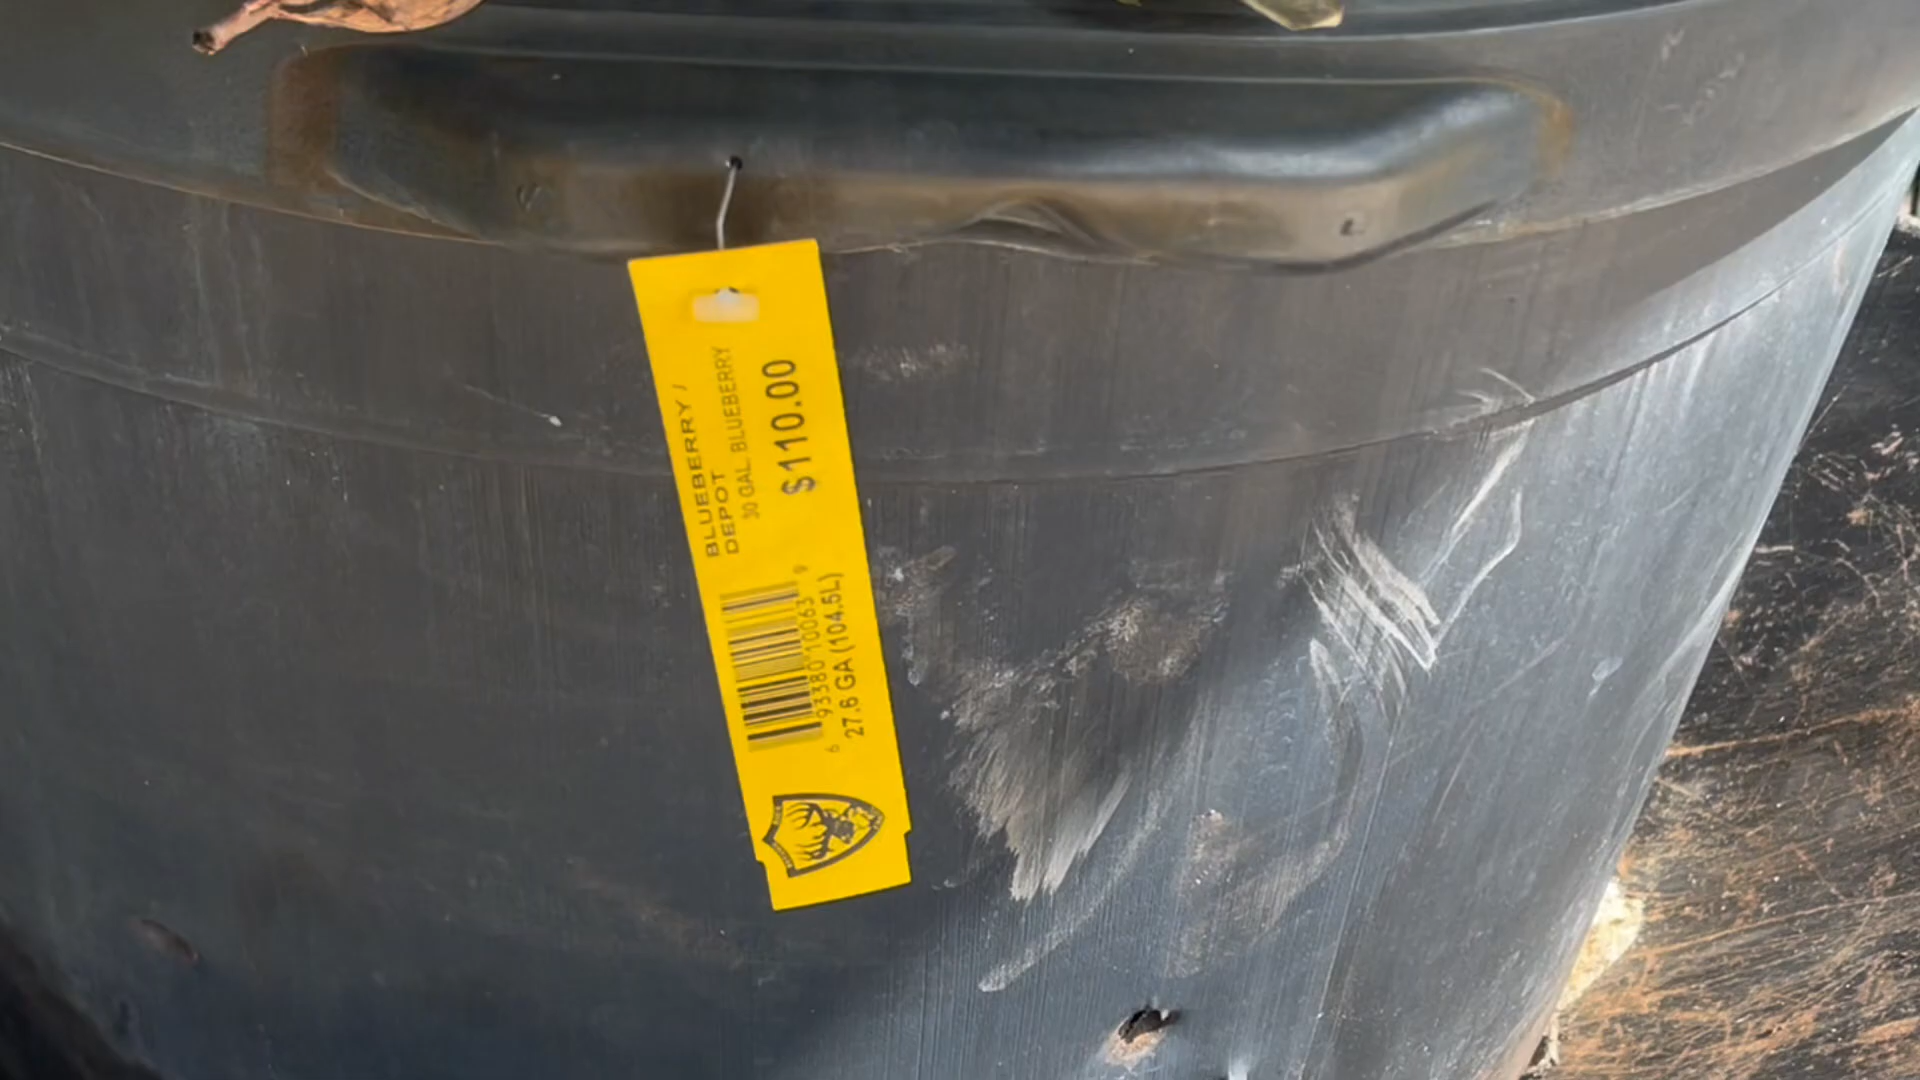 BLUEBERRY /
DEPOT
30 GAL. BLUEBERRY
$110.00
6 93380 10063 9
27.6 GA (104.5L)